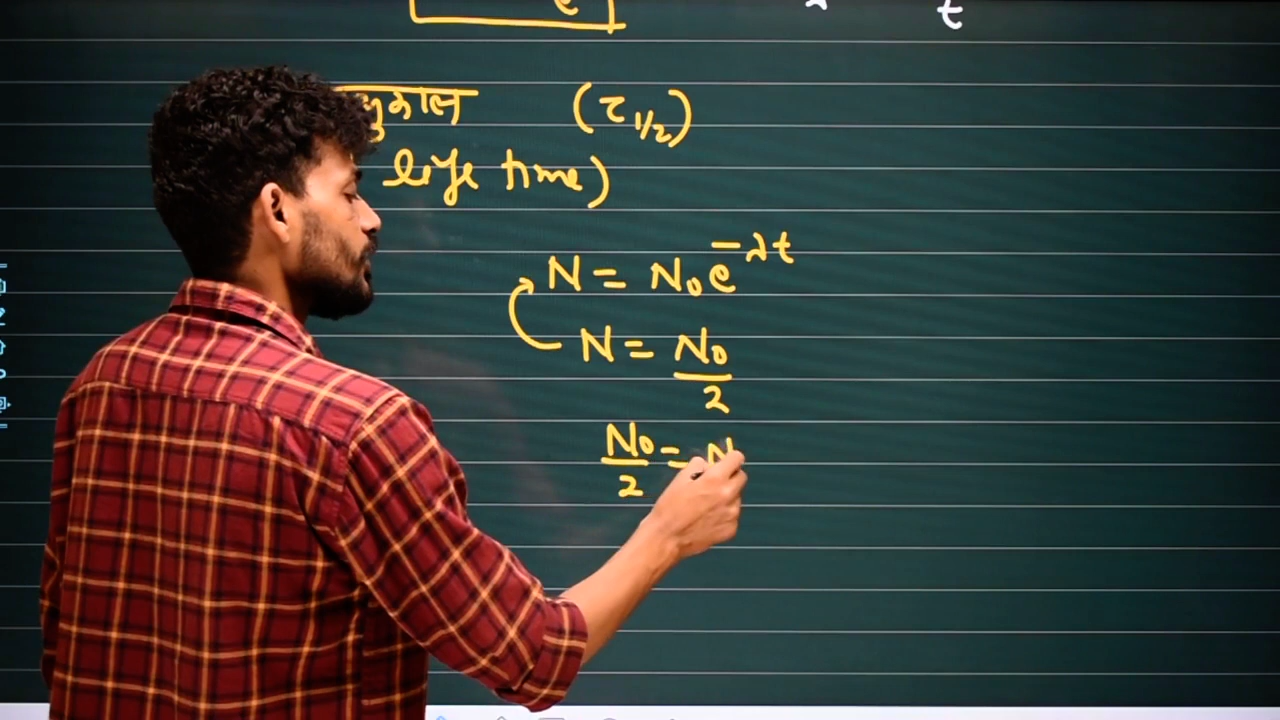 e t
(τ1/2)
life time)
N = N₀e^-λt
N = N₀/2
N₀/2 = N